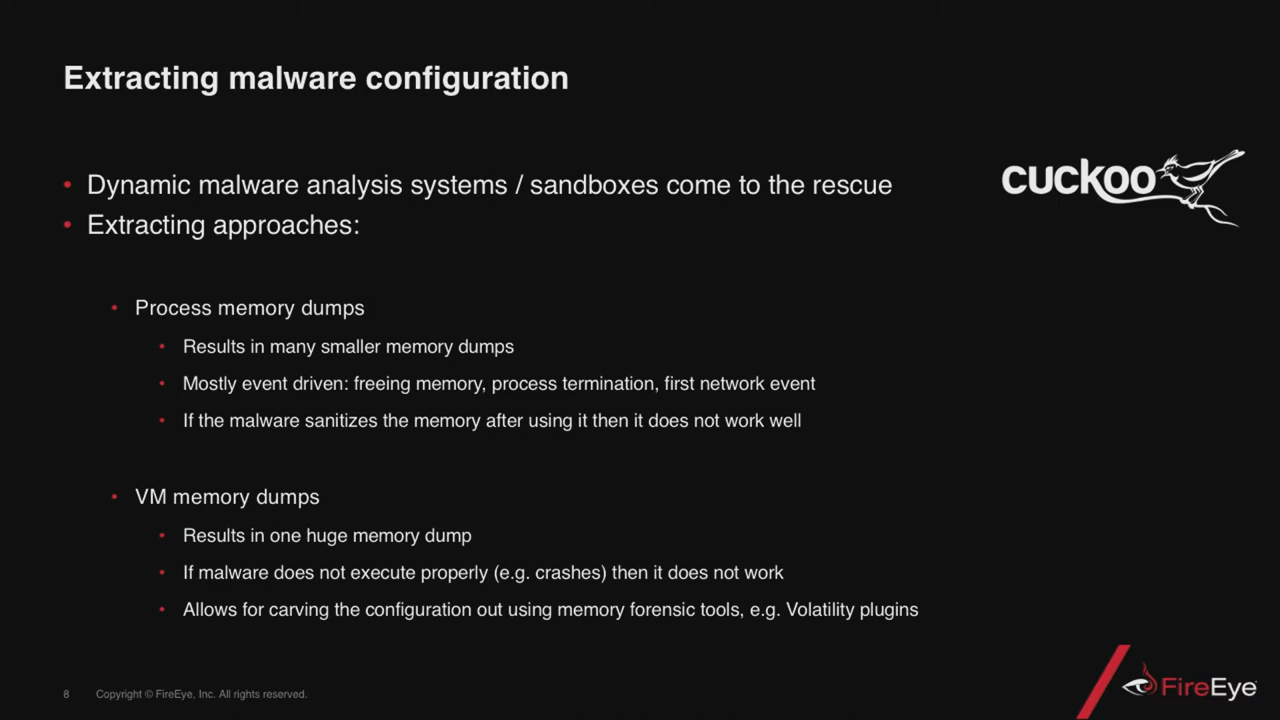 Extracting malware configuration
• Dynamic malware analysis systems / sandboxes come to the rescue
cuckoo
• Extracting approaches:
• Process memory dumps
• Results in many smaller memory dumps
• Mostly event driven: freeing memory, process termination, first network event
• If the malware sanitizes the memory after using it then it does not work well
• VM memory dumps
• Results in one huge memory dump
• If malware does not execute properly (e.g. crashes) then it does not work
• Allows for carving the configuration out using memory forensic tools, e.g. Volatility plugins
8 Copyright © FireEye, Inc. All rights reserved.
FireEye